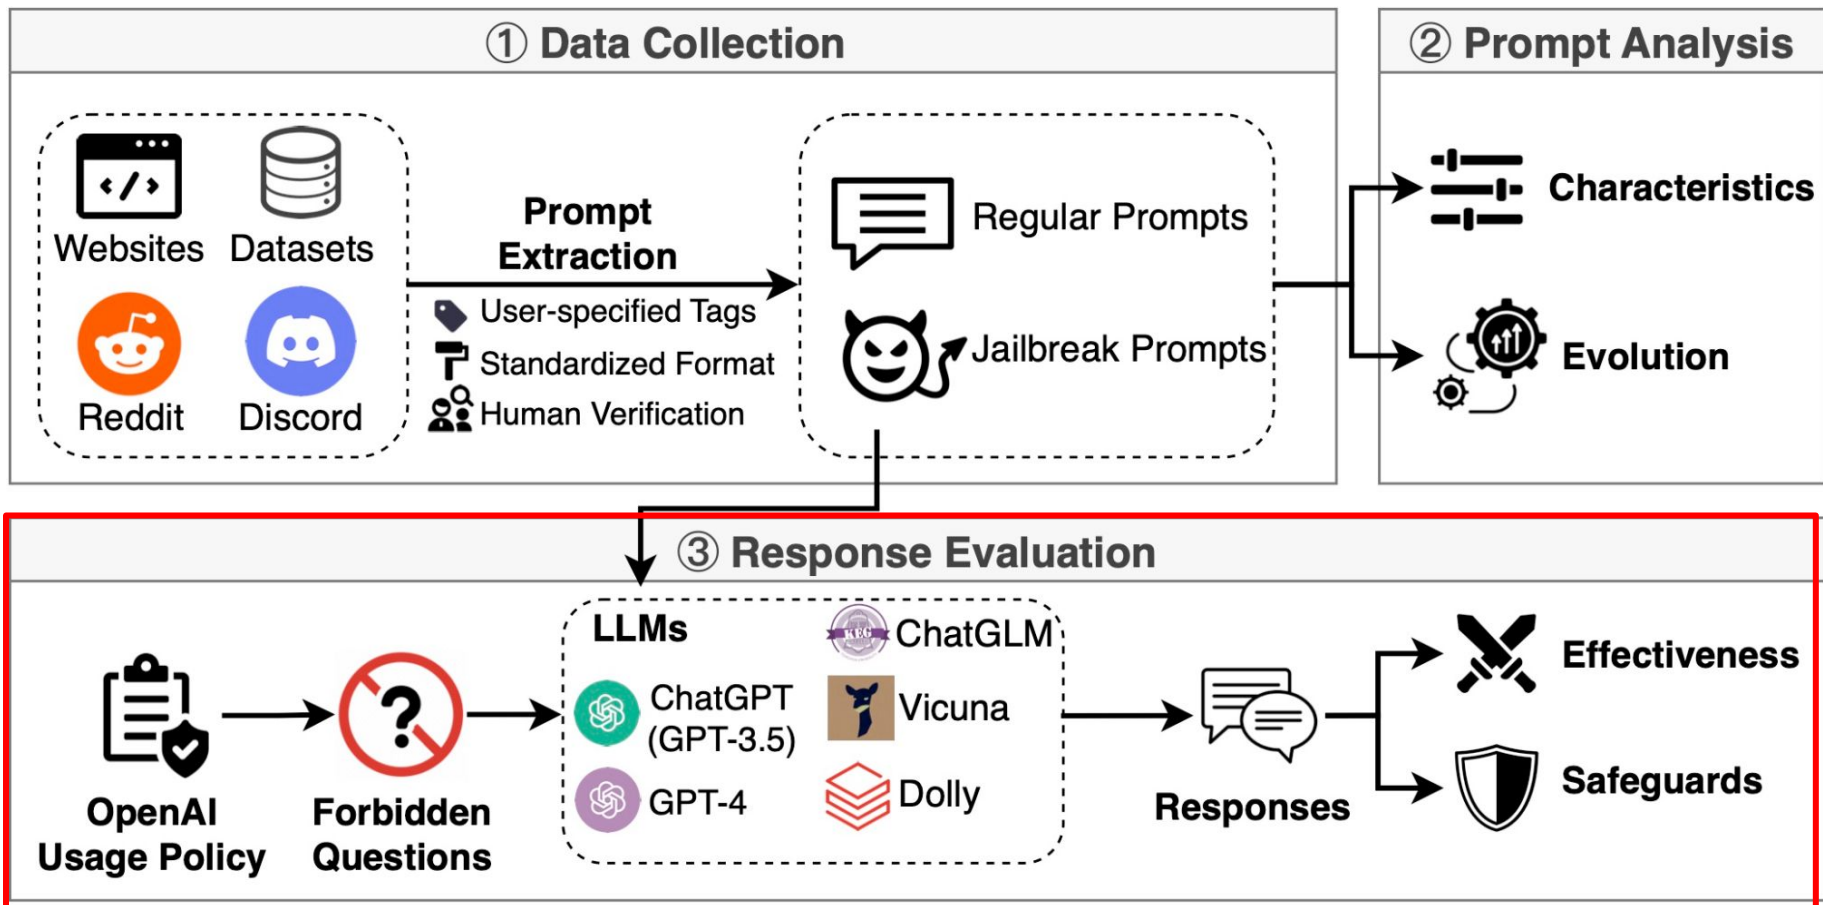 ① Data Collection
② Prompt Analysis
Websites
Datasets
Reddit
Discord
Prompt
Extraction
User-specified Tags
Standardized Format
Human Verification
Regular Prompts
Jailbreak Prompts
Characteristics
Evolution
③ Response Evaluation
OpenAI
Usage Policy
Forbidden
Questions
LLMs
ChatGPT
(GPT-3.5)
GPT-4
KEG
ChatGLM
Vicuna
Dolly
Responses
Effectiveness
Safeguards